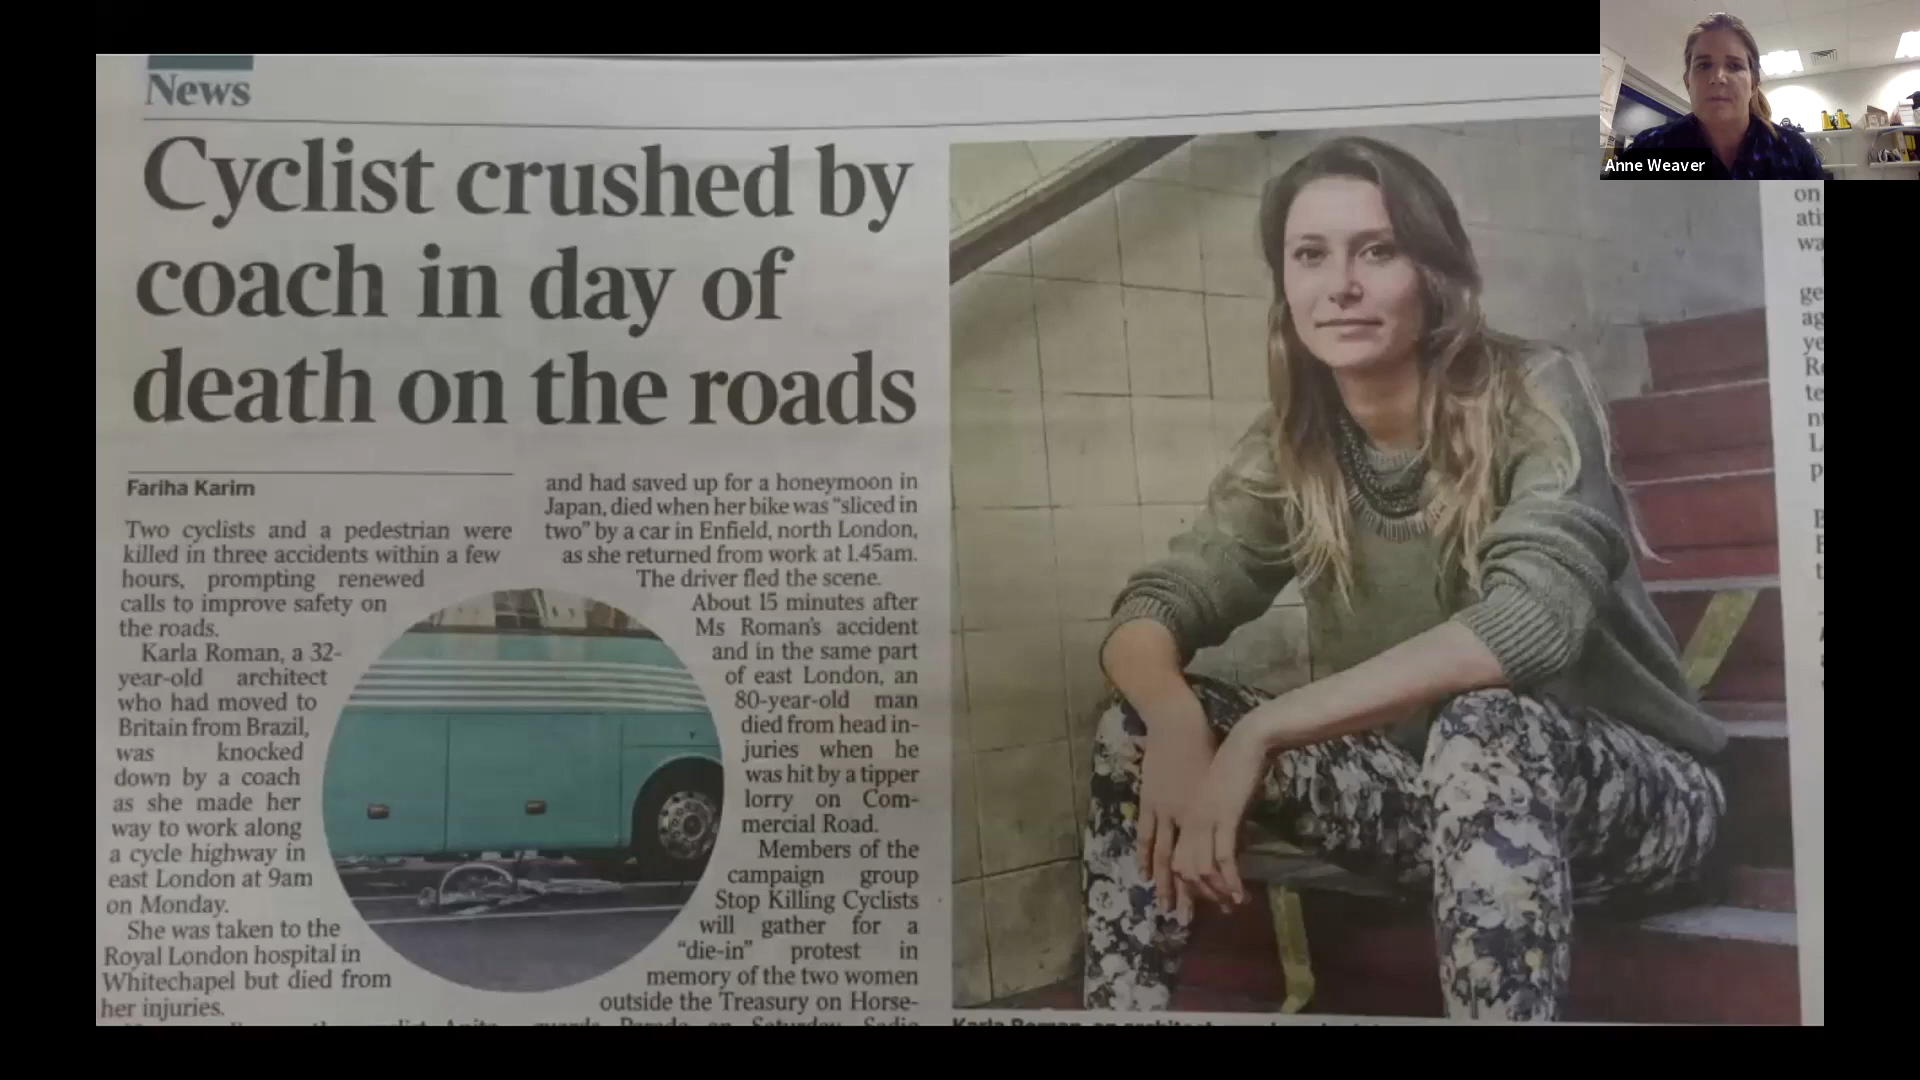 News
Cyclist crushed by
coach in day of
death on the roads
Fariha Karim
Two cyclists and a pedestrian were
killed in three accidents within a few
hours, prompting renewed
calls to improve safety on
the roads.
Karla Roman, a 32-
year-old architect
who had moved to
Britain from Brazil,
was knocked
down by a coach
as she made her
way to work along
a cycle highway in
east London at 9am
on Monday.
She was taken to the
Royal London hospital in
Whitechapel but died from
her injuries.
and had saved up for a honeymoon in
Japan, died when her bike was "sliced in
two" by a car in Enfield, north London,
as she returned from work at 1.45am.
The driver fled the scene.
About 15 minutes after
Ms Roman's accident
and in the same part
of east London, an
80-year-old man
died from head in-
juries when he
was hit by a tipper
lorry on Com-
mercial Road.
Members of the
campaign group
Stop Killing Cyclists
will gather for a
"die-in" protest in
memory of the two women
outside the Treasury on Horse-
Anne Weaver
on